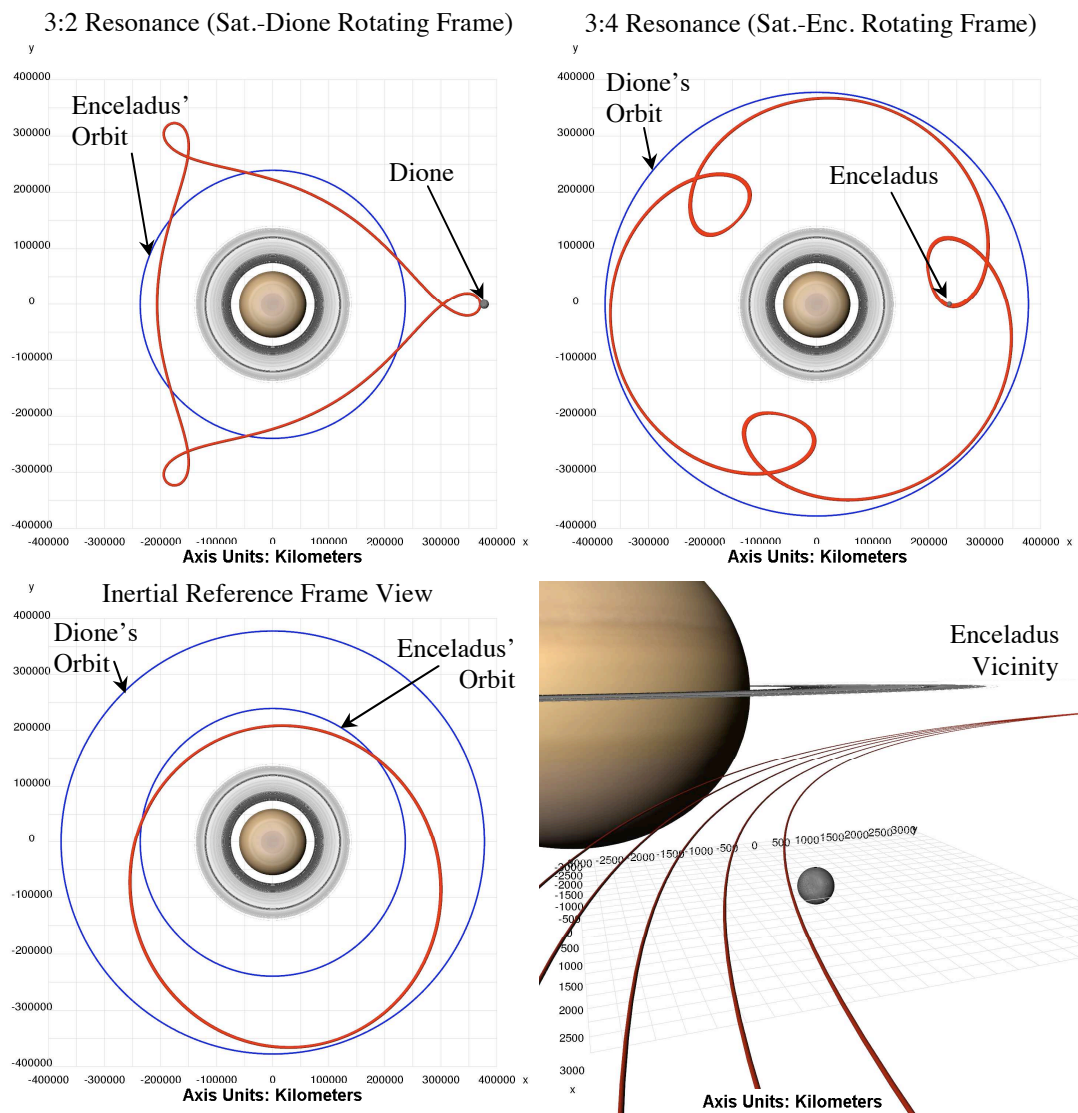 3:2 Resonance (Sat.-Dione Rotating Frame)
y
400000
300000
200000
100000
0
-100000
-200000
-300000
-400000
Enceladus’
Orbit
Dione
-400000 -300000 -200000 -100000 0 100000 200000 300000 400000 x
Axis Units: Kilometers
3:4 Resonance (Sat.-Enc. Rotating Frame)
y
400000
300000
200000
100000
0
-100000
-200000
-300000
-400000
Dione’s
Orbit
Enceladus
-400000 -300000 -200000 -100000 0 100000 200000 300000 400000 x
Axis Units: Kilometers
y
Inertial Reference Frame View
400000
300000
200000
100000
0
-100000
-200000
-300000
-400000
Dione’s
Orbit
Enceladus’
Orbit
-400000 -300000 -200000 -100000 0 100000 200000 300000 400000 x
Axis Units: Kilometers
Enceladus
Vicinity
-2500 -2000 -1500 -1000 -500 0 500 1000 1500 2000 2500 3000 y
-2500
-2000
-1500
-1000
-500
0
500
1000
1500
2000
2500
3000
x
Axis Units: Kilometers